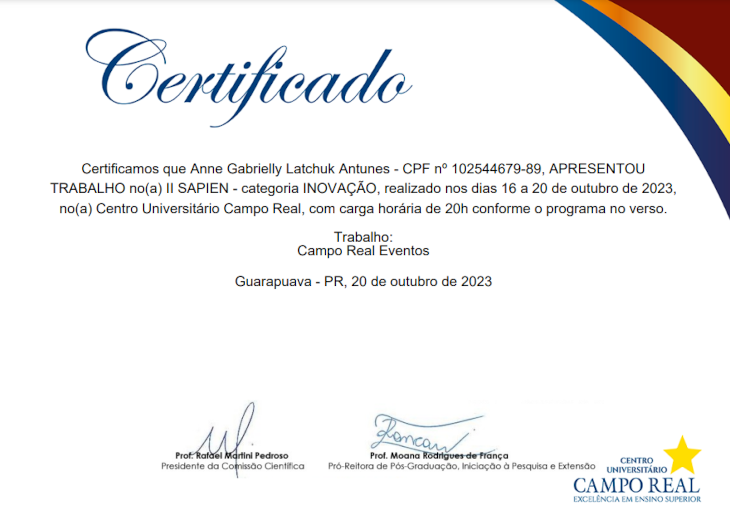 Certificado
Certificamos que Anne Gabrielly Latchuk Antunes - CPF nº 102544679-89, APRESENTOU
TRABALHO no(a) II SAPIEN - categoria INOVAÇÃO, realizado nos dias 16 a 20 de outubro de 2023,
no(a) Centro Universitário Campo Real, com carga horária de 20h conforme o programa no verso.
Trabalho:
Campo Real Eventos
Guarapuava - PR, 20 de outubro de 2023
Prof. Rafael Martini Pedroso
Presidente da Comissão Científica
Prof. Moana Rodrigues de França
Pró-Reitora de Pós-Graduação, Iniciação à Pesquisa e Extensão
CENTRO
UNIVERSITÁRIO
CAMPO REAL
EXCELÊNCIA EM ENSINO SUPERIOR